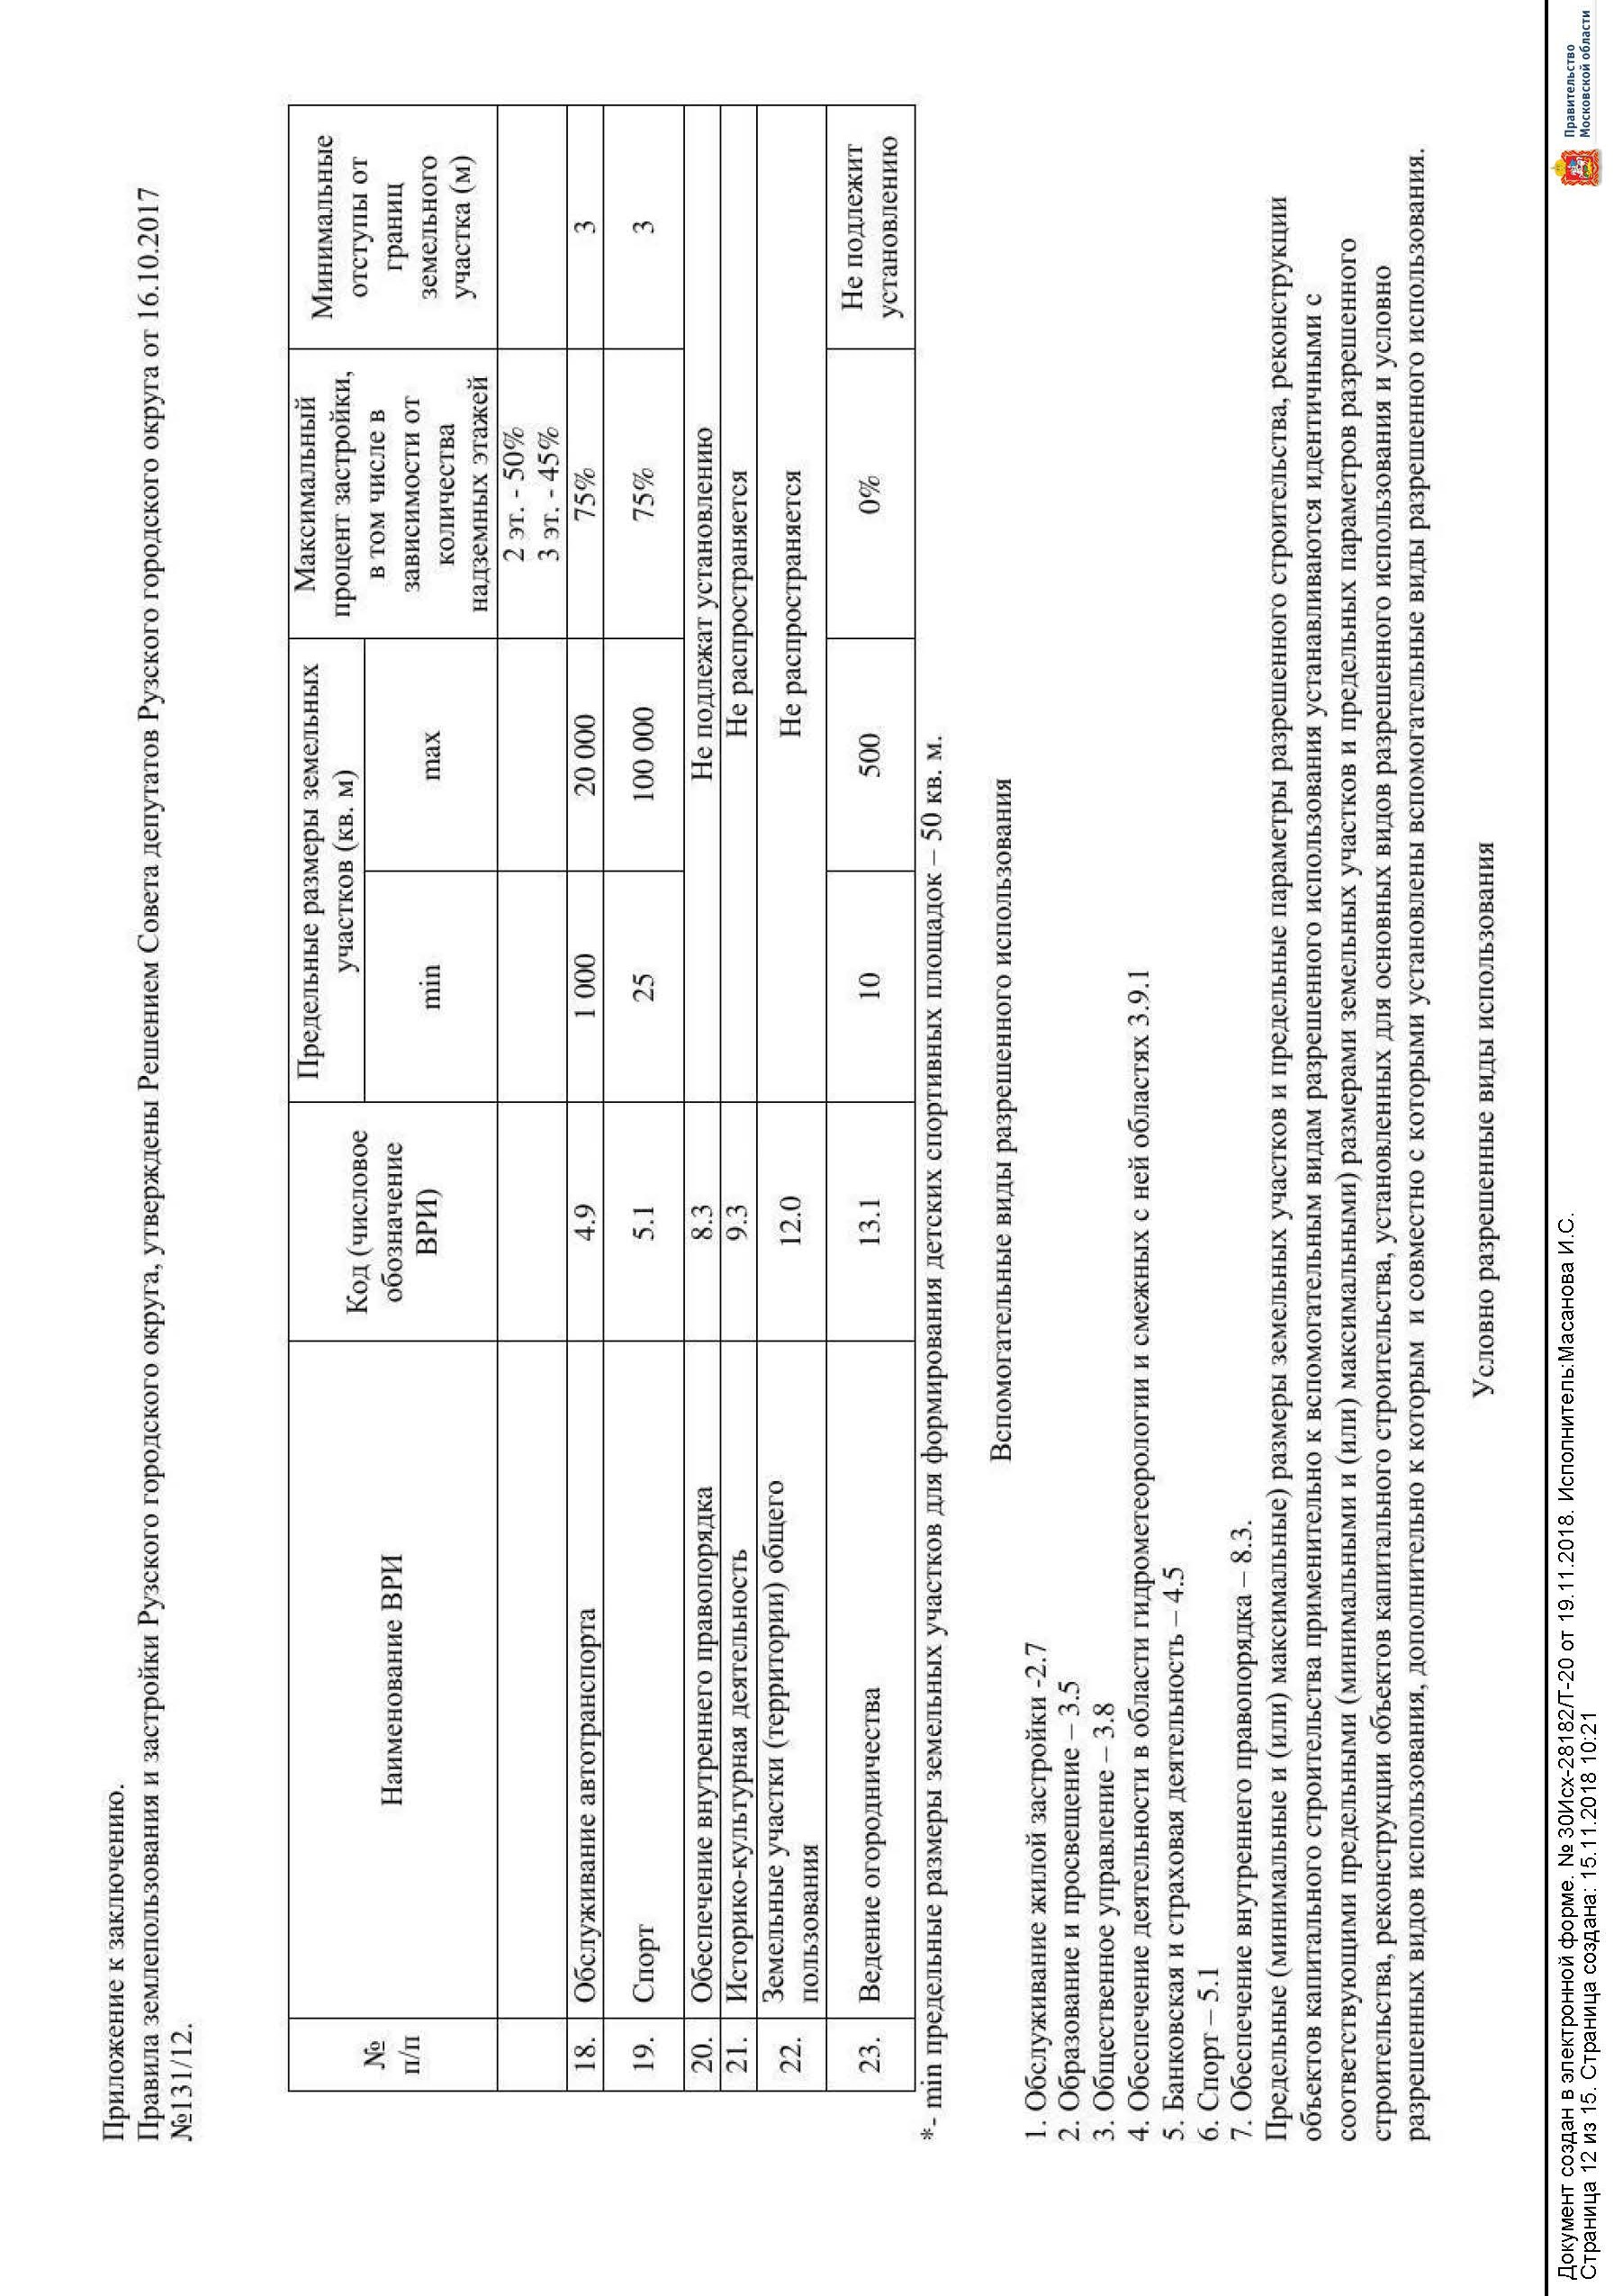 Приложение к заключению.
Правила землепользования и застройки Рузского городского округа, утверждены Решением Совета депутатов Рузского городского округа от 16.10.2017
№131/12.
№
п/п
Наименование ВРИ
Код (числовое
обозначение
ВРИ)
Предельные размеры земельных
участков (кв. м)
min
max
Максимальный
процент застройки,
в том числе в
зависимости от
количества
надземных этажей
Минимальные
отступы от
границ
земельного
участка (м)
2 эт. - 50%
3 эт. - 45%
18. Обслуживание автотранспорта 4.9 1 000 20 000 75% 3
19. Спорт 5.1 25 100 000 75% 3
20. Обеспечение внутреннего правопорядка 8.3 Не подлежат установлению
21. Историко-культурная деятельность 9.3 Не распространяется
22. Земельные участки (территории) общего
пользования
12.0 Не распространяется
23. Ведение огородничества 13.1 10 500 0% Не подлежит
установлению
*- min предельные размеры земельных участков для формирования детских спортивных площадок – 50 кв. м.
Вспомогательные виды разрешенного использования
1. Обслуживание жилой застройки -2.7
2. Образование и просвещение – 3.5
3. Общественное управление – 3.8
4. Обеспечение деятельности в области гидрометеорологии и смежных с ней областях 3.9.1
5. Банковская и страховая деятельность – 4.5
6. Спорт – 5.1
7. Обеспечение внутреннего правопорядка – 8.3.
Предельные (минимальные и (или) максимальные) размеры земельных участков и предельные параметры разрешенного строительства, реконструкции
объектов капитального строительства применительно к вспомогательным видам разрешенного использования устанавливаются идентичными с
соответствующими предельными (минимальными и (или) максимальными) размерами земельных участков и предельных параметров разрешенного
строительства, реконструкции объектов капитального строительства, установленных для основных видов разрешенного использования и условно
разрешенных видов использования, дополнительно к которым и совместно с которыми установлены вспомогательные виды разрешенного использования.
Условно разрешенные виды использования
Документ создан в электронной форме. № 30Исх-28182/Т-20 от 19.11.2018. Исполнитель:Масанова И.С.
Страница 12 из 15. Страница создана: 15.11.2018 10:21
Правительство
Московской области